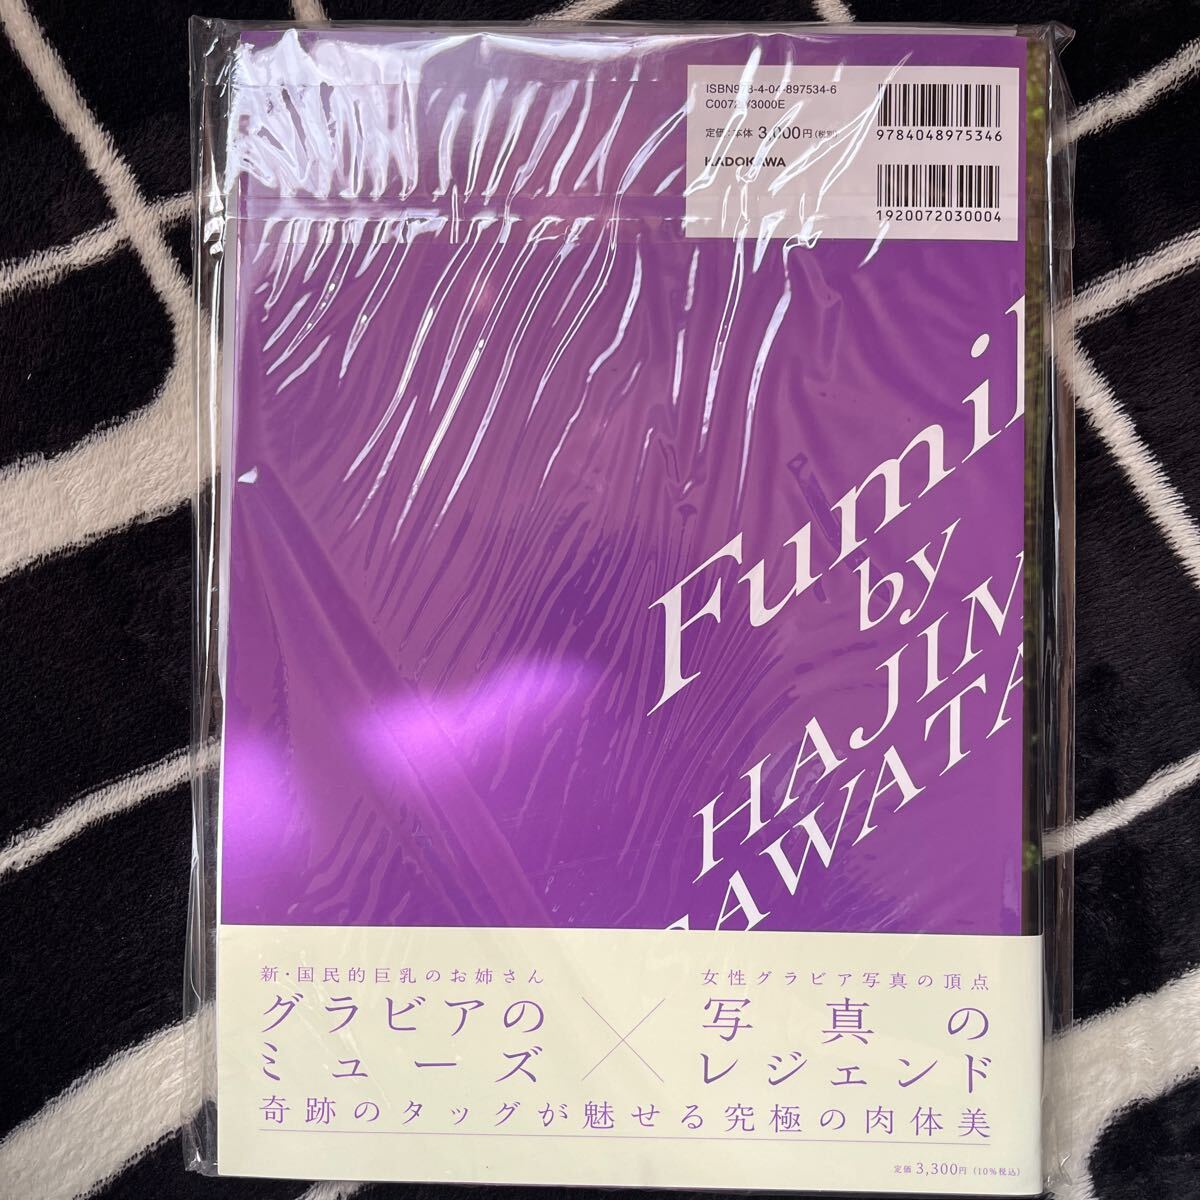 ISBN978-4-04-897534-6
C0072 ¥3000E
定価:本体 3,000円(税別)
KADOKAWA
9784048975346
1920072030004
Fumi
by
HAJIM
SAWATA
新・国民的巨乳のお姉さん
グラビアの
ミューズ
×
女性グラビア写真の頂点
写真の
レジェンド
奇跡のタッグが魅せる究極の肉体美
定価 3,300円(10%税込)